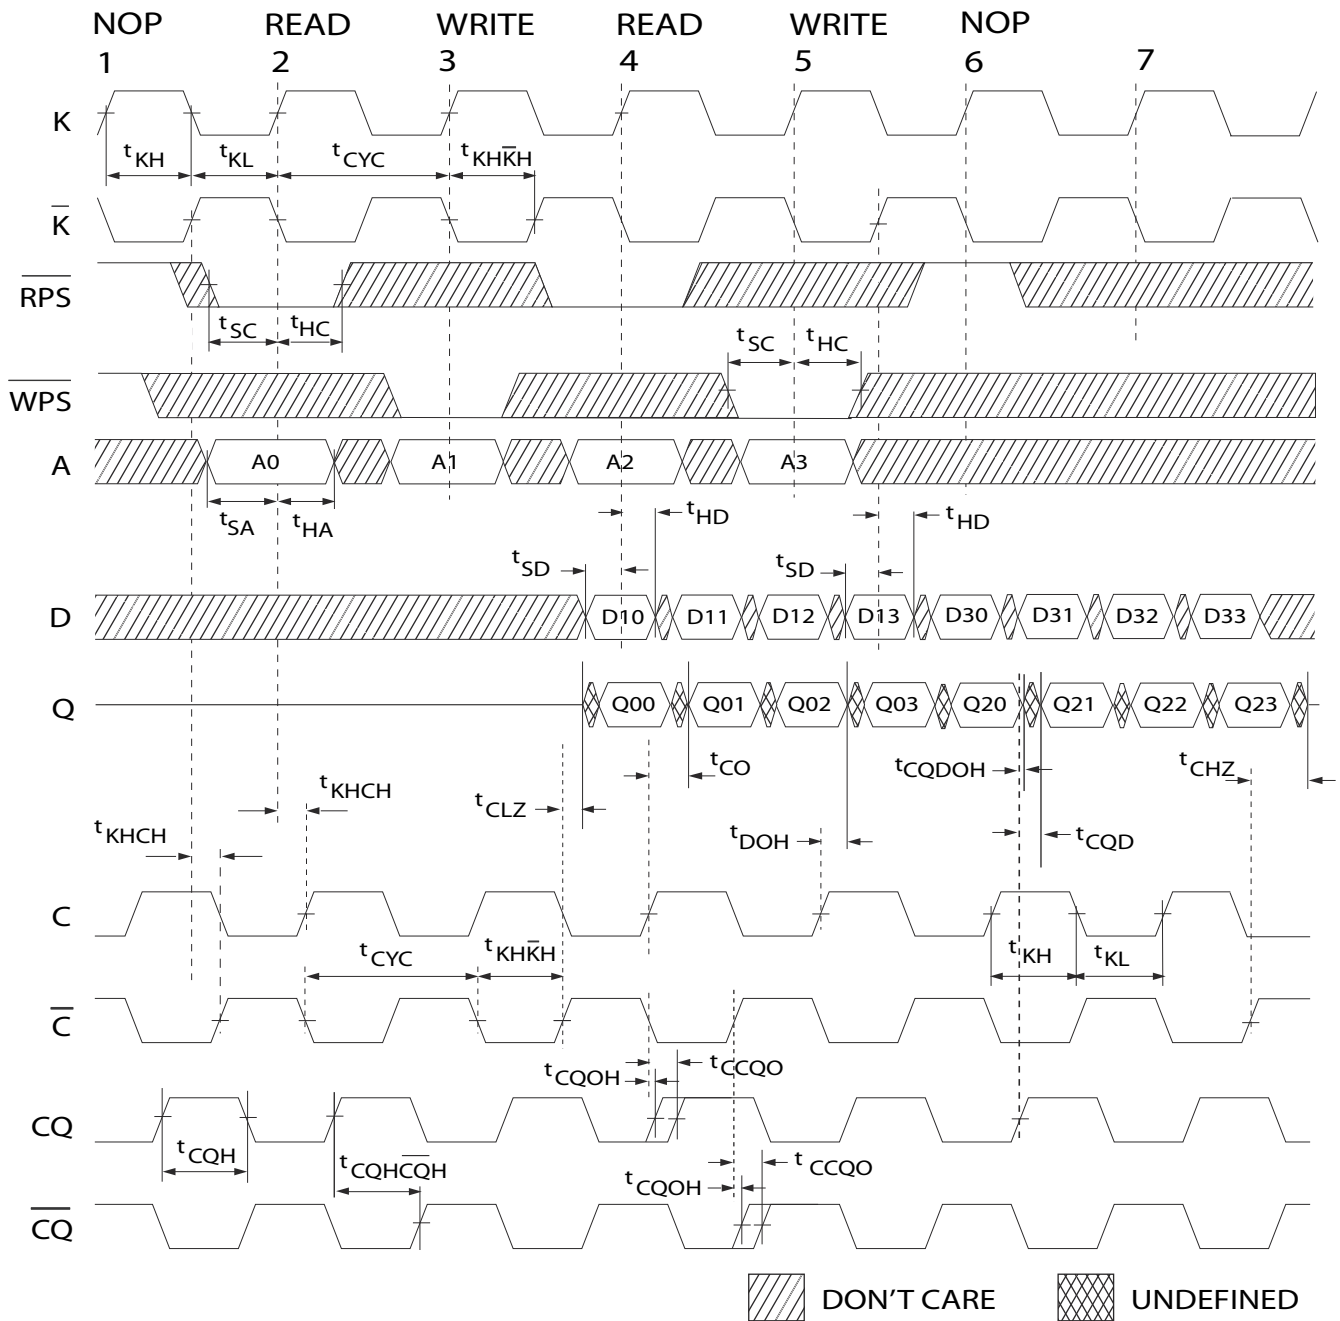 NOP READ WRITE READ WRITE NOP
1 2 3 4 5 6 7
K
tKH tKL tCYC tKHK̅H
K̅
R̅P̅S̅
tSC tHC tSC tHC
W̅P̅S̅
A A0 A1 A2 A3
tSA tHA tHD tHD
tSD tSD
D D10 D11 D12 D13 D30 D31 D32 D33
Q Q00 Q01 Q02 Q03 Q20 Q21 Q22 Q23
tCO tCQDOH tCHZ
tKHCH tCLZ
tKHCH tDOH tCQD
C
tCYC tKHK̅H tKH tKL
C̅
tCQOH tCCQO
CQ
tCQH tCQHC̅Q̅H tCQOH tCCQO
C̅Q̅
DON'T CARE UNDEFINED